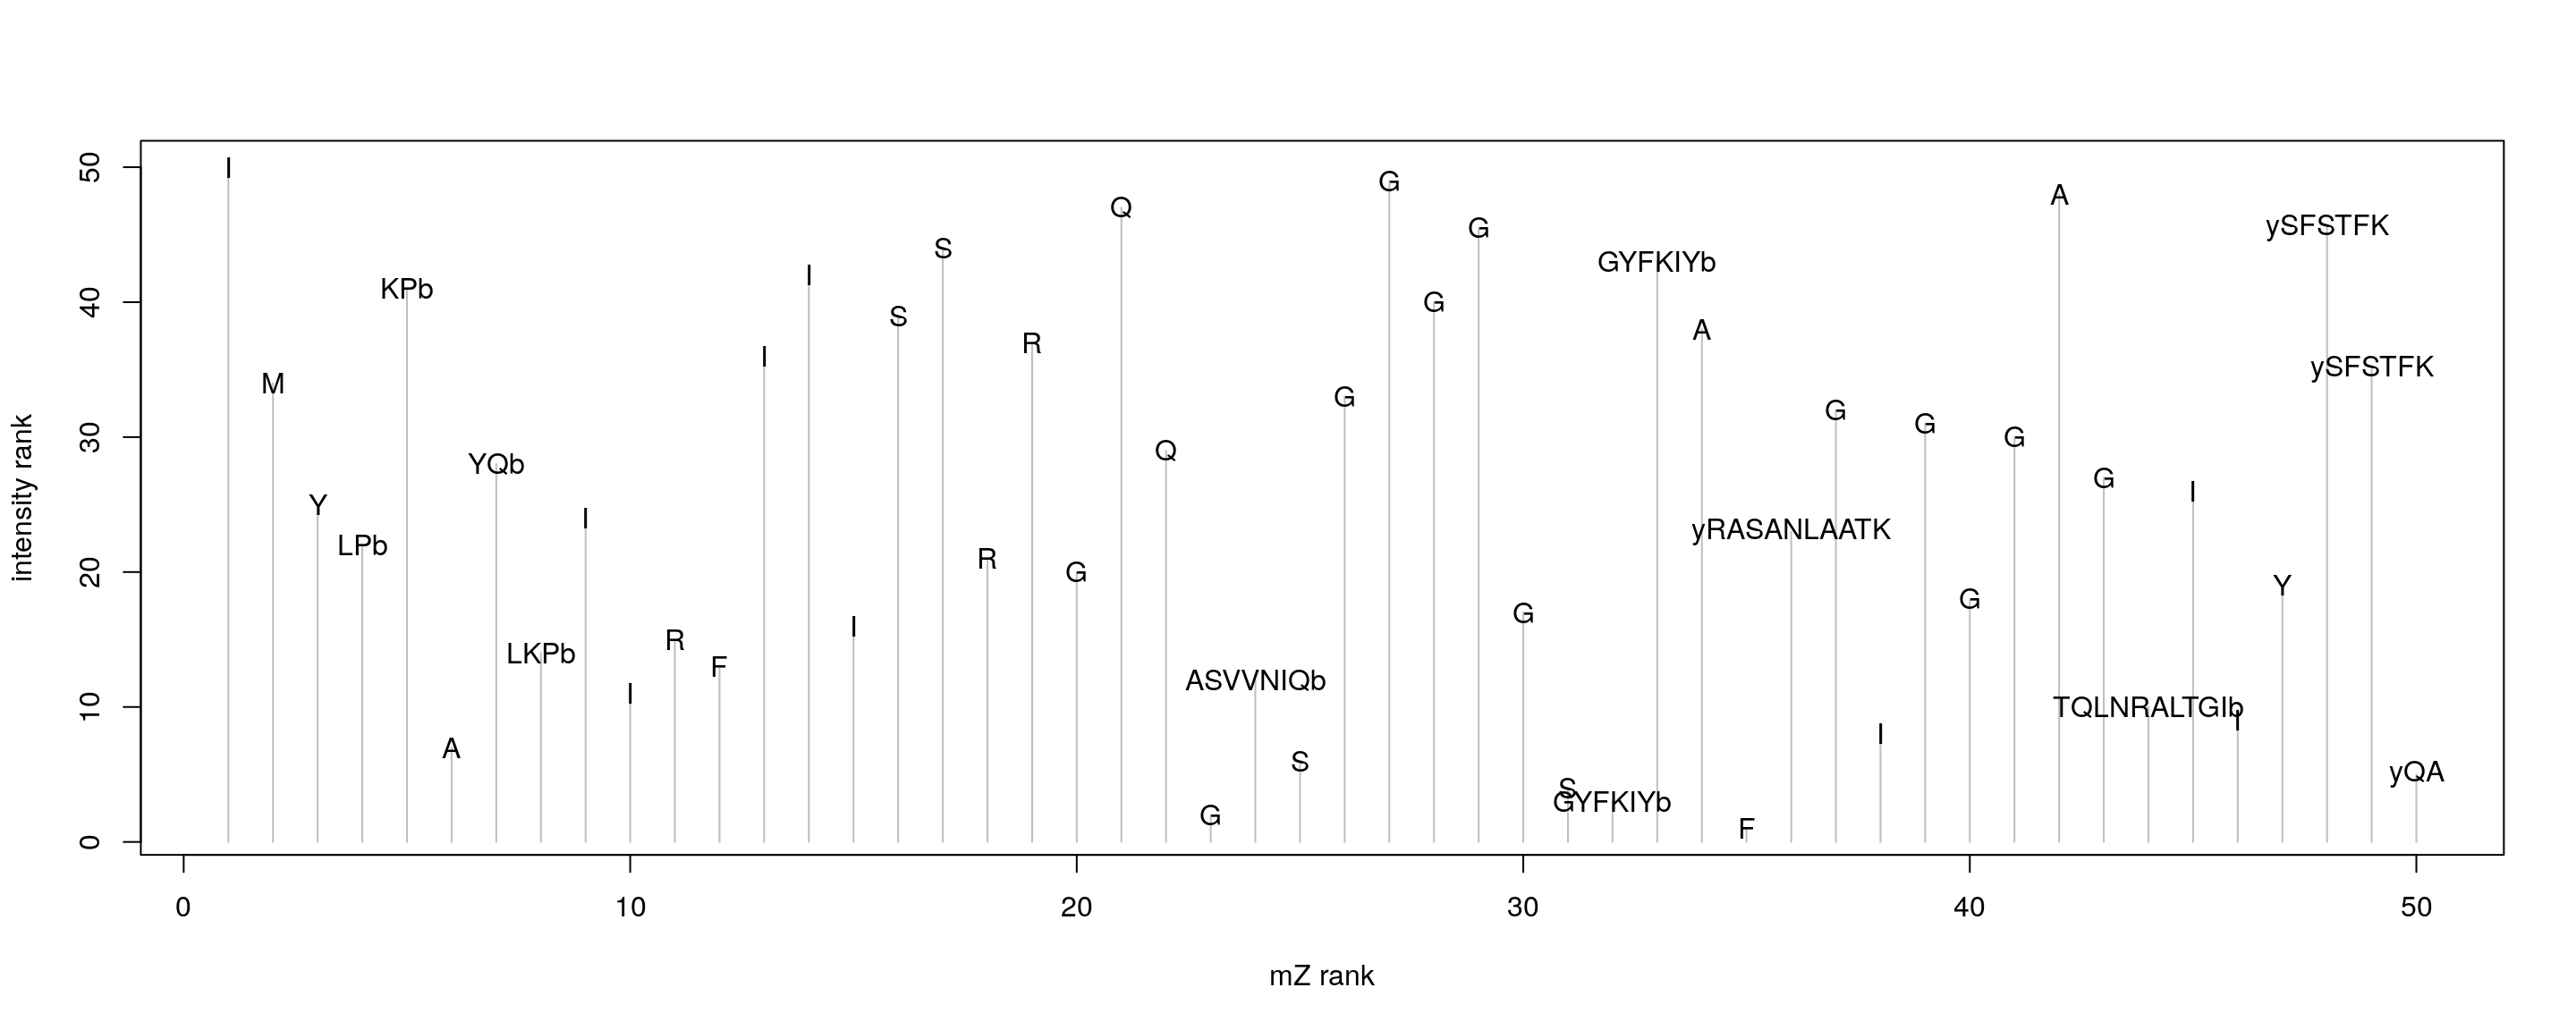 I
G
A
Q
ySFSTFK
G
S
GYFKIYb
I
KPb
G
S
A
R
I
ySFSTFK
M
G
G
G
G
Q
YQb
G
Y
I
I
yRASANLAATK
LPb
R
G
Y
G
G
I
R
LKPb
F
ASVVNIQb
I
TQLNRALTGIb
I
I
A
S
yQA
S
GYFKIYb
G
F
50
40
30
20
10
0
intensity rank
0 10 20 30 40 50
mZ rank